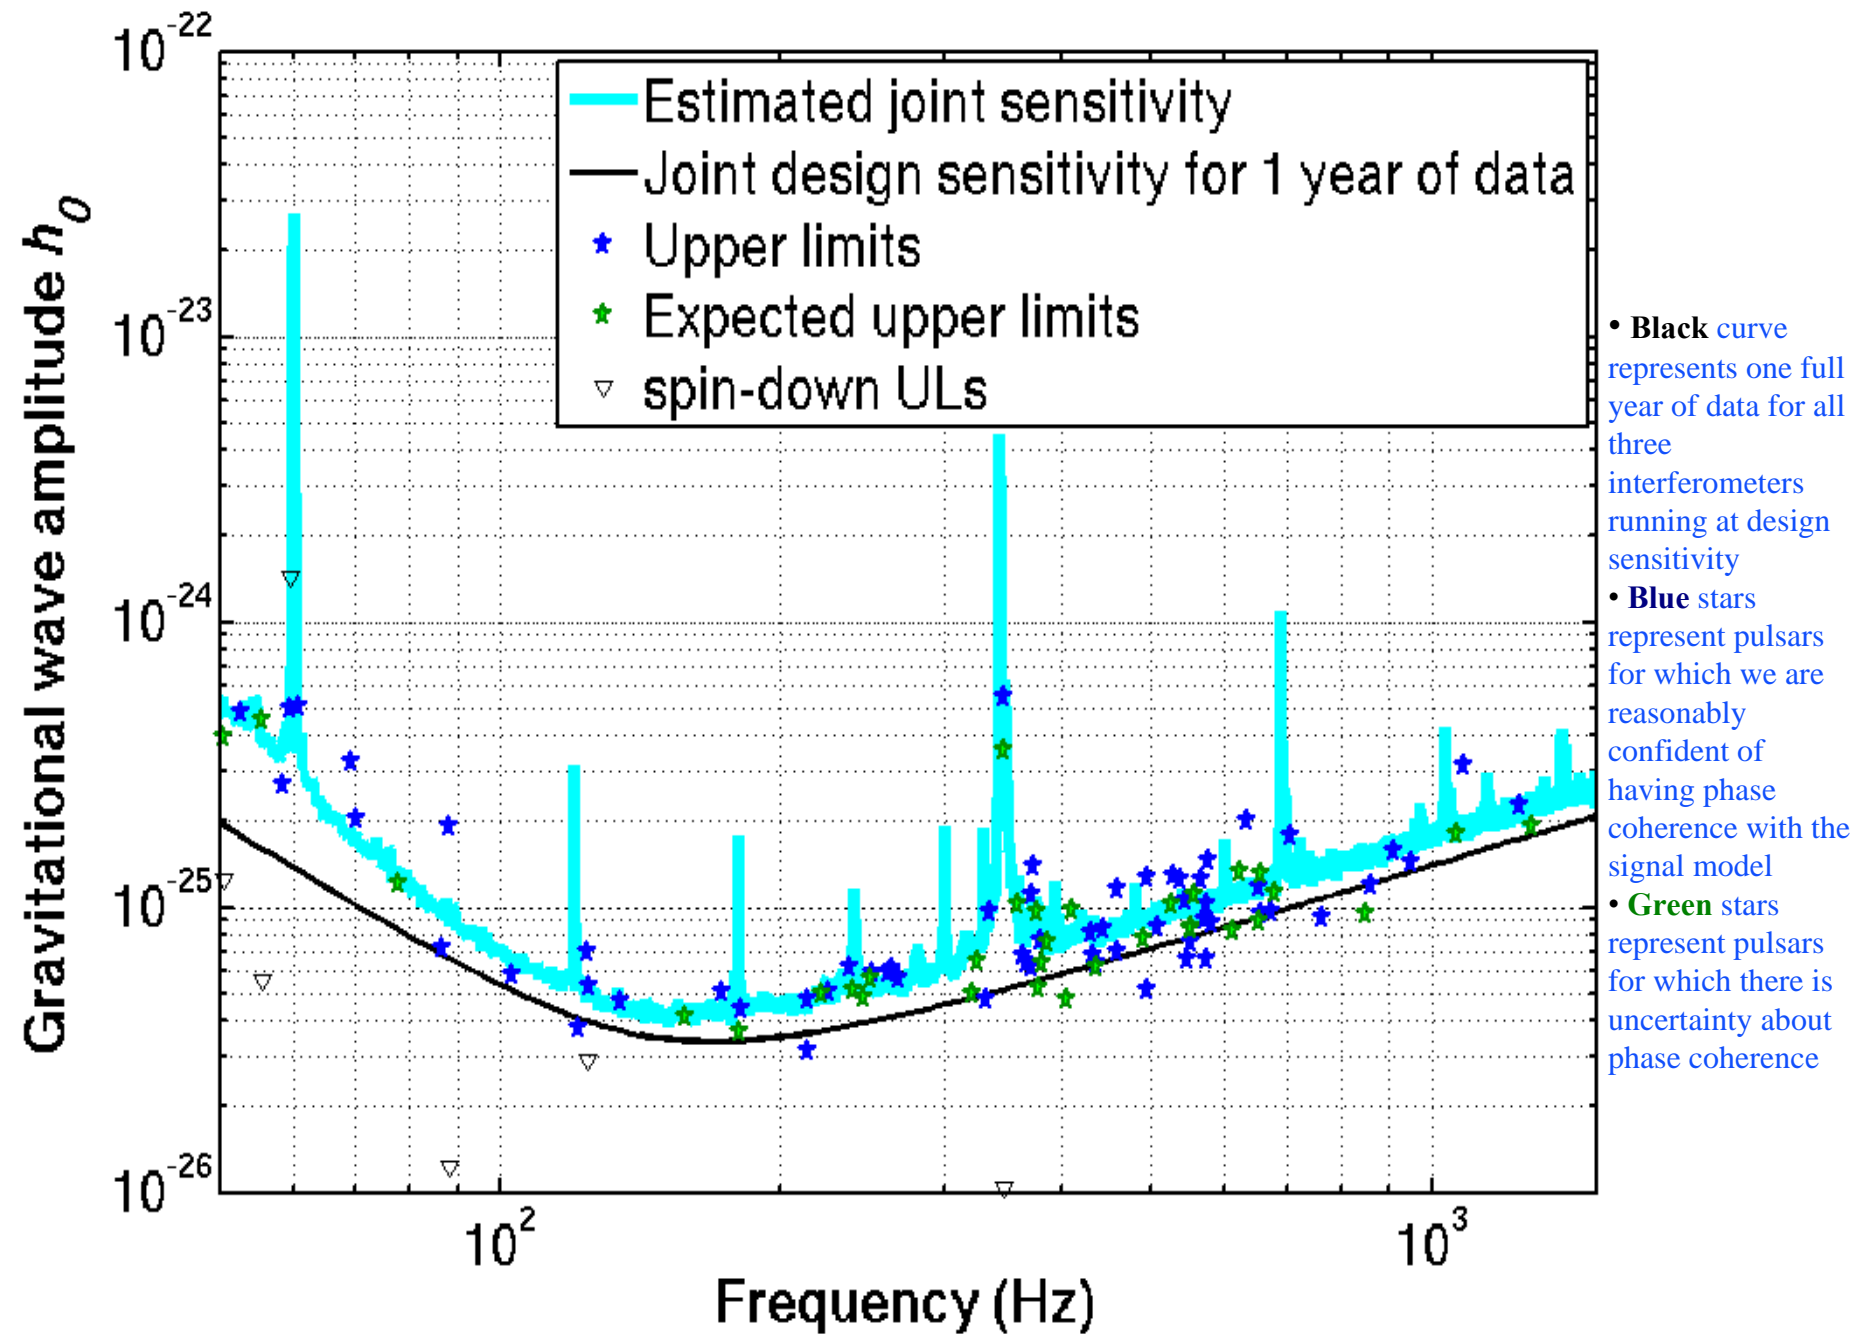 10^-22
10^-23
10^-24
10^-25
10^-26
Gravitational wave amplitude h_0
Estimated joint sensitivity
Joint design sensitivity for 1 year of data
Upper limits
Expected upper limits
spin-down ULs
10^2
10^3
Frequency (Hz)
• Black curve
represents one full
year of data for all
three
interferometers
running at design
sensitivity
• Blue stars
represent pulsars
for which we are
reasonably
confident of
having phase
coherence with the
signal model
• Green stars
represent pulsars
for which there is
uncertainty about
phase coherence